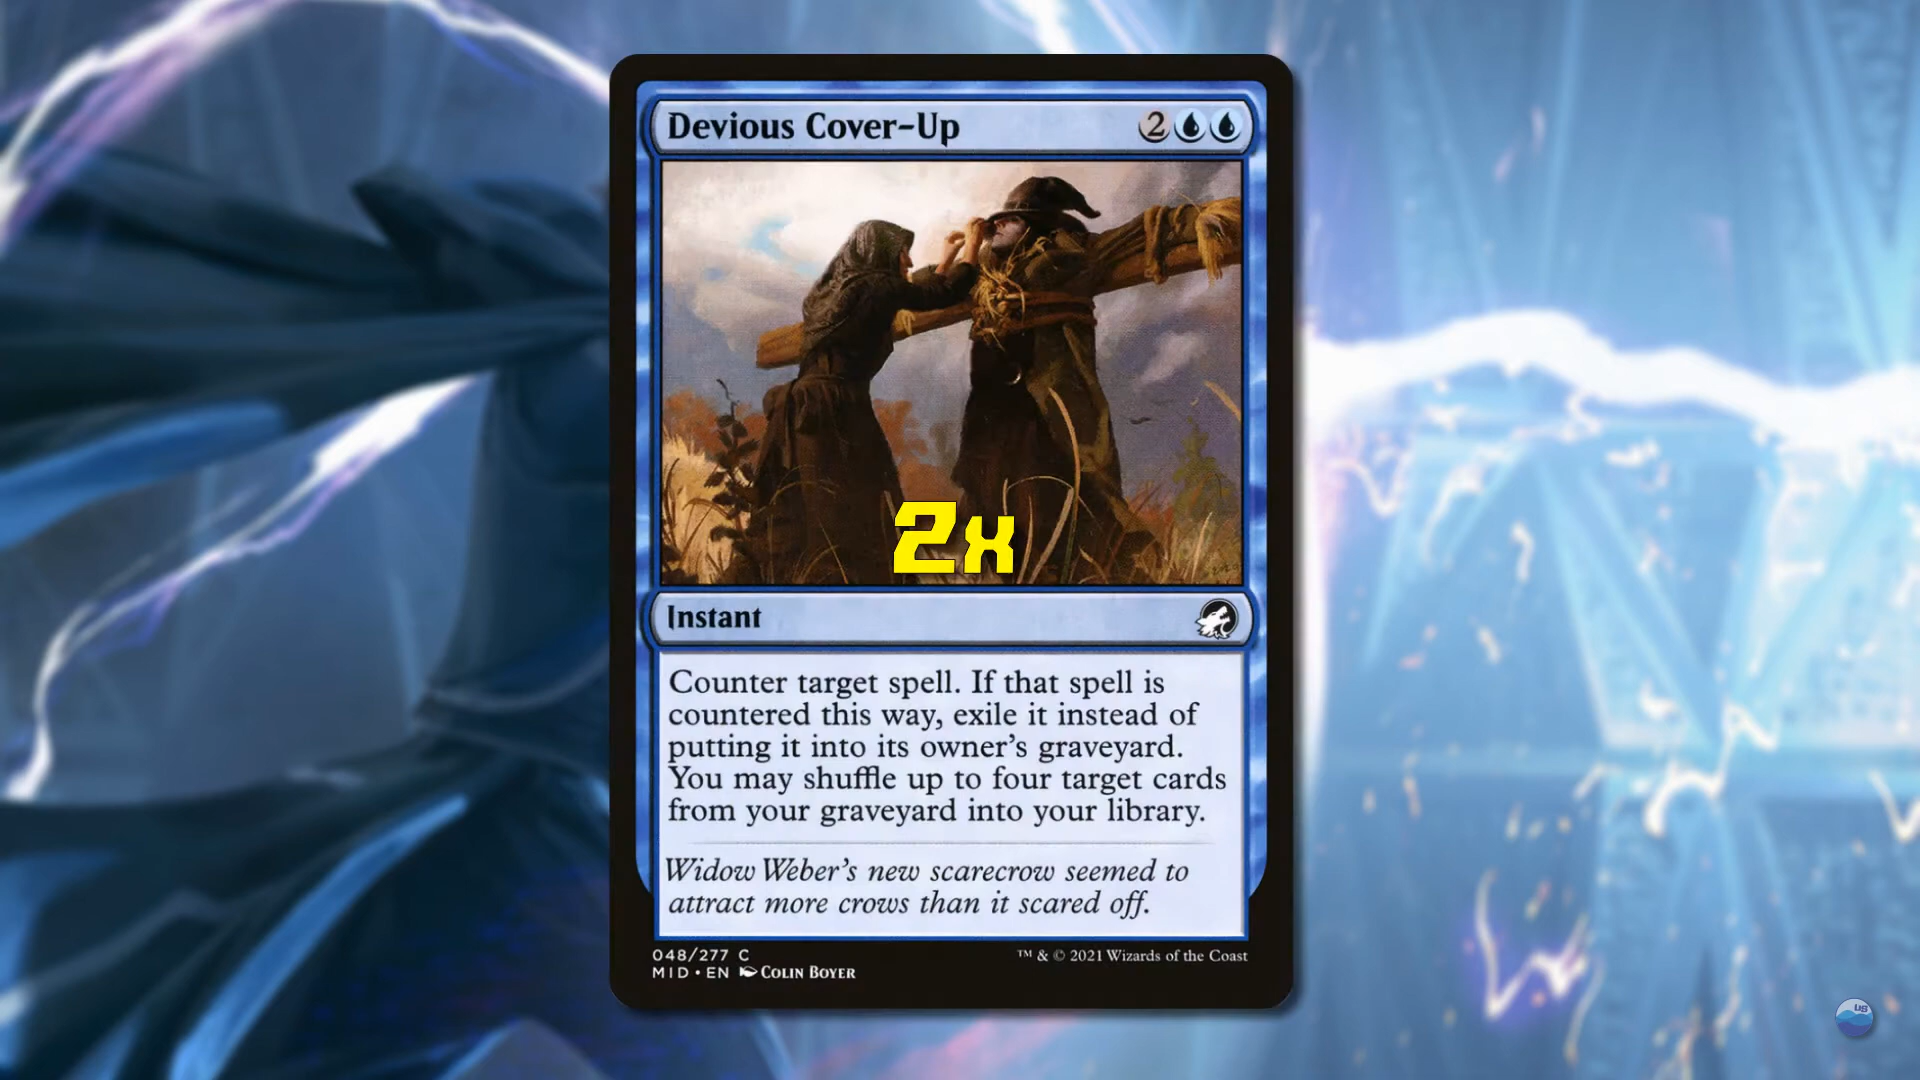 Devious Cover-Up 2
2x
Instant
Counter target spell. If that spell is
countered this way, exile it instead of
putting it into its owner's graveyard.
You may shuffle up to four target cards
from your graveyard into your library.
Widow Weber's new scarecrow seemed to
attract more crows than it scared off.
048/277 C
MID • EN Colin Boyer
™ & © 2021 Wizards of the Coast